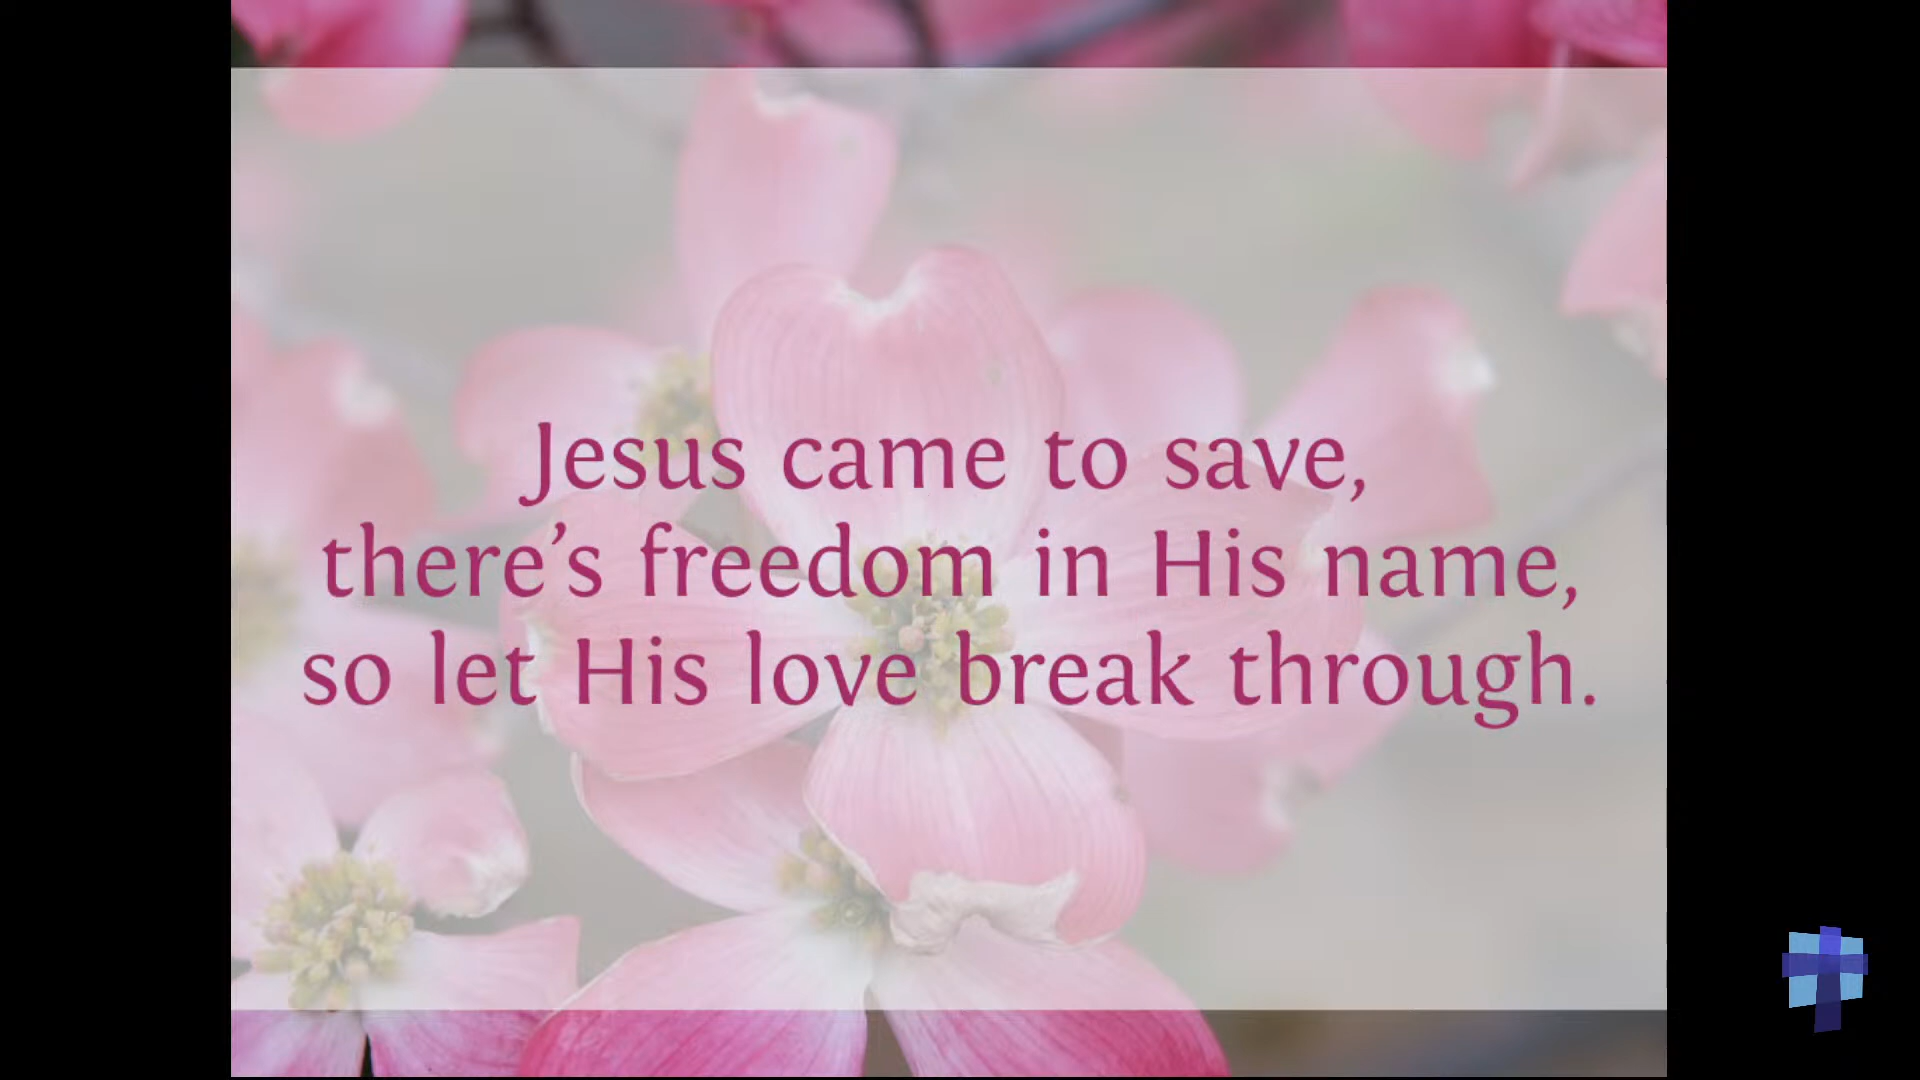 Jesus came to save,
there’s freedom in His name,
so let His love break through.